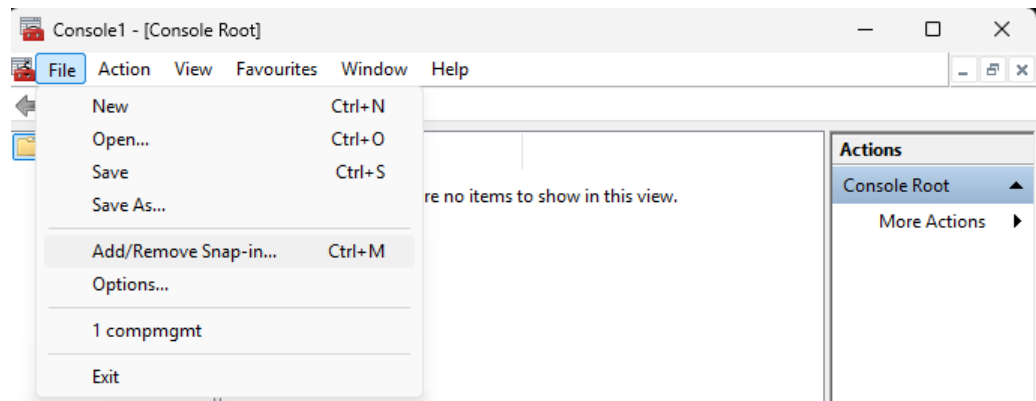 Console1 - [Console Root]
File Action View Favourites Window Help
New Ctrl+N
Open... Ctrl+O
Save Ctrl+S
Save As...
Add/Remove Snap-in... Ctrl+M
Options...
1 compmgmt
Exit
re no items to show in this view.
Actions
Console Root
More Actions